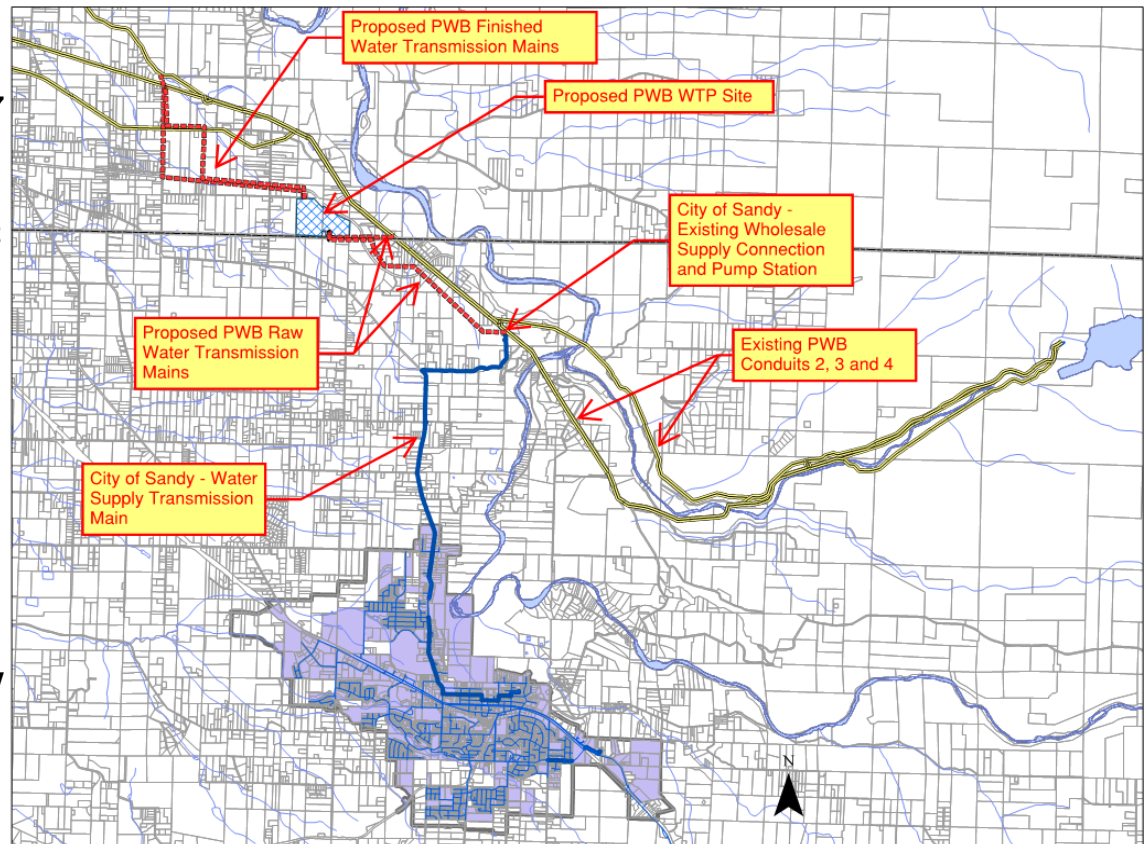 Proposed PWB Finished
Water Transmission Mains
Proposed PWB WTP Site
City of Sandy -
Existing Wholesale
Supply Connection
and Pump Station
Proposed PWB Raw
Water Transmission
Mains
Existing PWB
Conduits 2, 3 and 4
City of Sandy - Water
Supply Transmission
Main
N